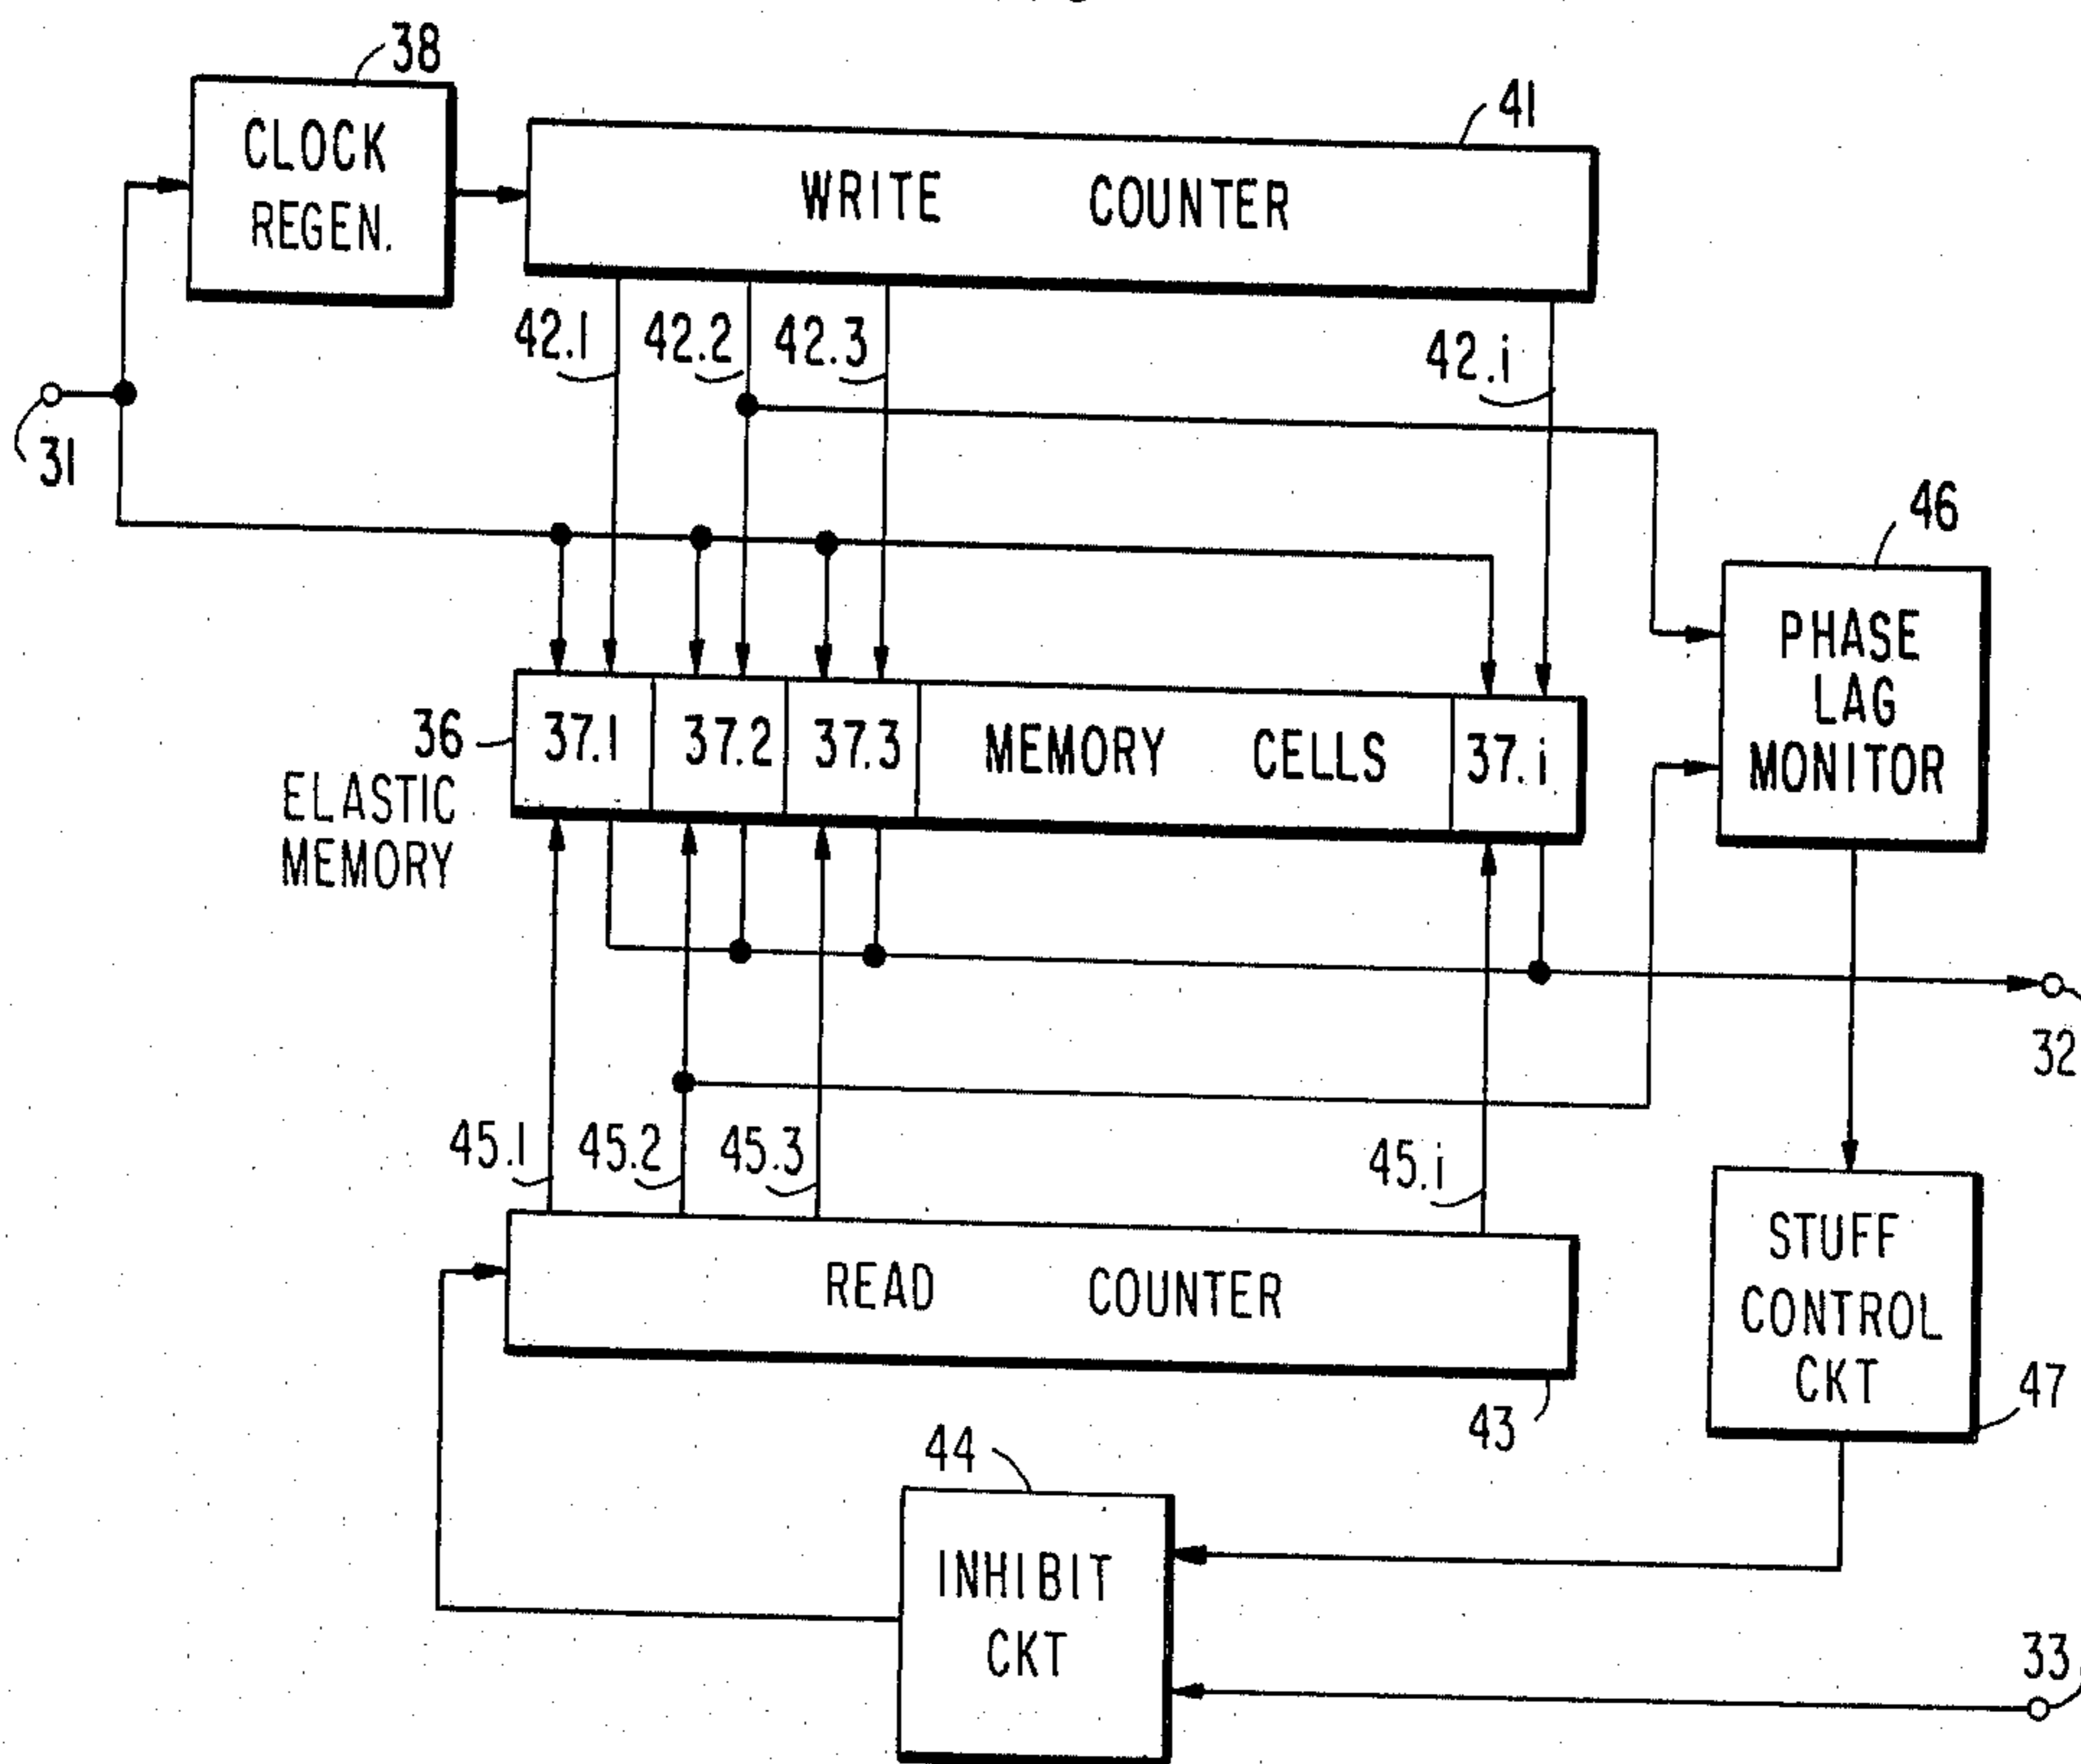 38
CLOCK
REGEN.
41
WRITE COUNTER
42.1
42.2
42.3
42.i
31
46
PHASE
LAG
MONITOR
36
ELASTIC
MEMORY
37.1
37.2
37.3
MEMORY CELLS
37.i
32
45.1
45.2
45.3
45.i
READ COUNTER
43
STUFF
CONTROL
CKT
47
44
INHIBIT
CKT
33